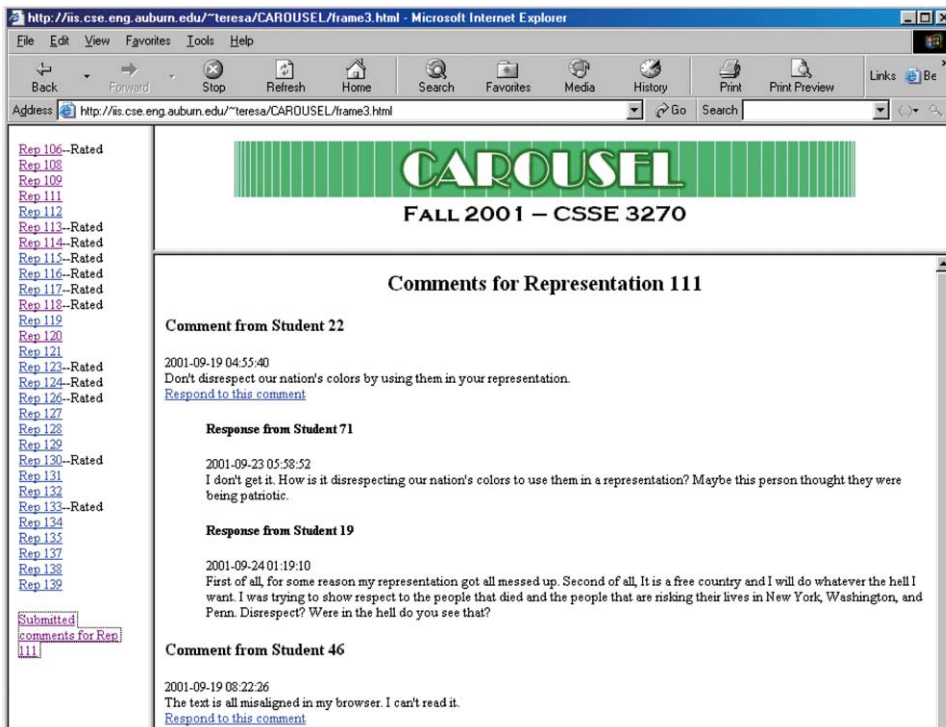 http://iis.cse.eng.auburn.edu/~teresa/CAROUSEL/frame3.html - Microsoft Internet Explorer
File Edit View Favorites Tools Help
Back Forward Stop Refresh Home Search Favorites Media History Print Print Preview Links Be
Address http://iis.cse.eng.auburn.edu/~teresa/CAROUSEL/frame3.html Go Search
Rep 106--Rated
Rep 108
Rep 109
Rep 111
Rep 112
Rep 113--Rated
Rep 114--Rated
Rep 115--Rated
Rep 116--Rated
Rep 117--Rated
Rep 118--Rated
Rep 119
Rep 120
Rep 121
Rep 123--Rated
Rep 124--Rated
Rep 126--Rated
Rep 127
Rep 128
Rep 129
Rep 130--Rated
Rep 131
Rep 132
Rep 133--Rated
Rep 134
Rep 135
Rep 137
Rep 138
Rep 139
Submitted
comments for Rep
111
CAROUSEL
FALL 2001 – CSSE 3270
Comments for Representation 111
Comment from Student 22
2001-09-19 04:55:40
Don't disrespect our nation's colors by using them in your representation.
Respond to this comment
Response from Student 71
2001-09-23 05:58:52
I don't get it. How is it disrespecting our nation's colors to use them in a representation? Maybe this person thought they were
being patriotic.
Response from Student 19
2001-09-24 01:19:10
First of all, for some reason my representation got all messed up. Second of all, It is a free country and I will do whatever the hell I
want. I was trying to show respect to the people that died and the people that are risking their lives in New York, Washington, and
Penn. Disrespect? Were in the hell do you see that?
Comment from Student 46
2001-09-19 08:22:26
The text is all misaligned in my browser. I can't read it.
Respond to this comment